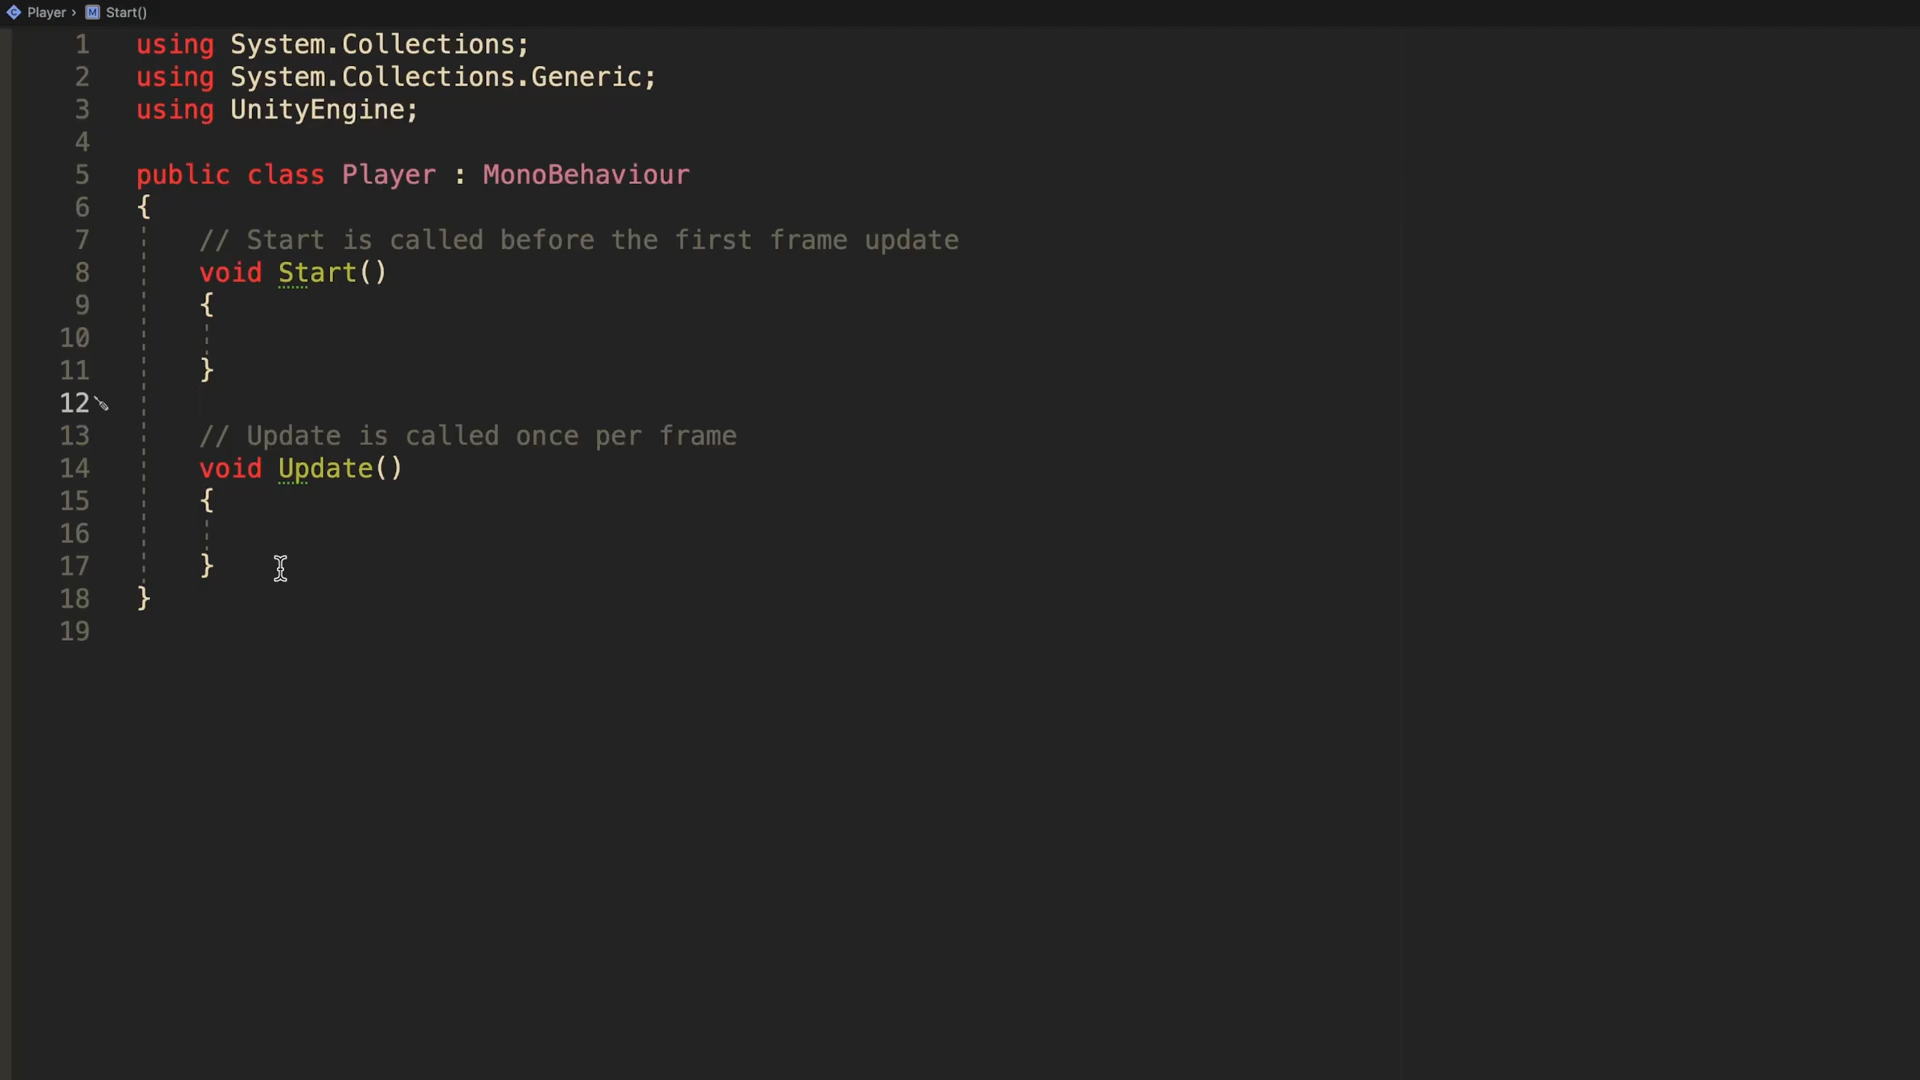 Player › M Start()
1 using System.Collections;
2 using System.Collections.Generic;
3 using UnityEngine;
4
5 public class Player : MonoBehaviour
6 {
7 // Start is called before the first frame update
8 void Start()
9 {
10
11 }
12
13 // Update is called once per frame
14 void Update()
15 {
16
17 }
18 }
19